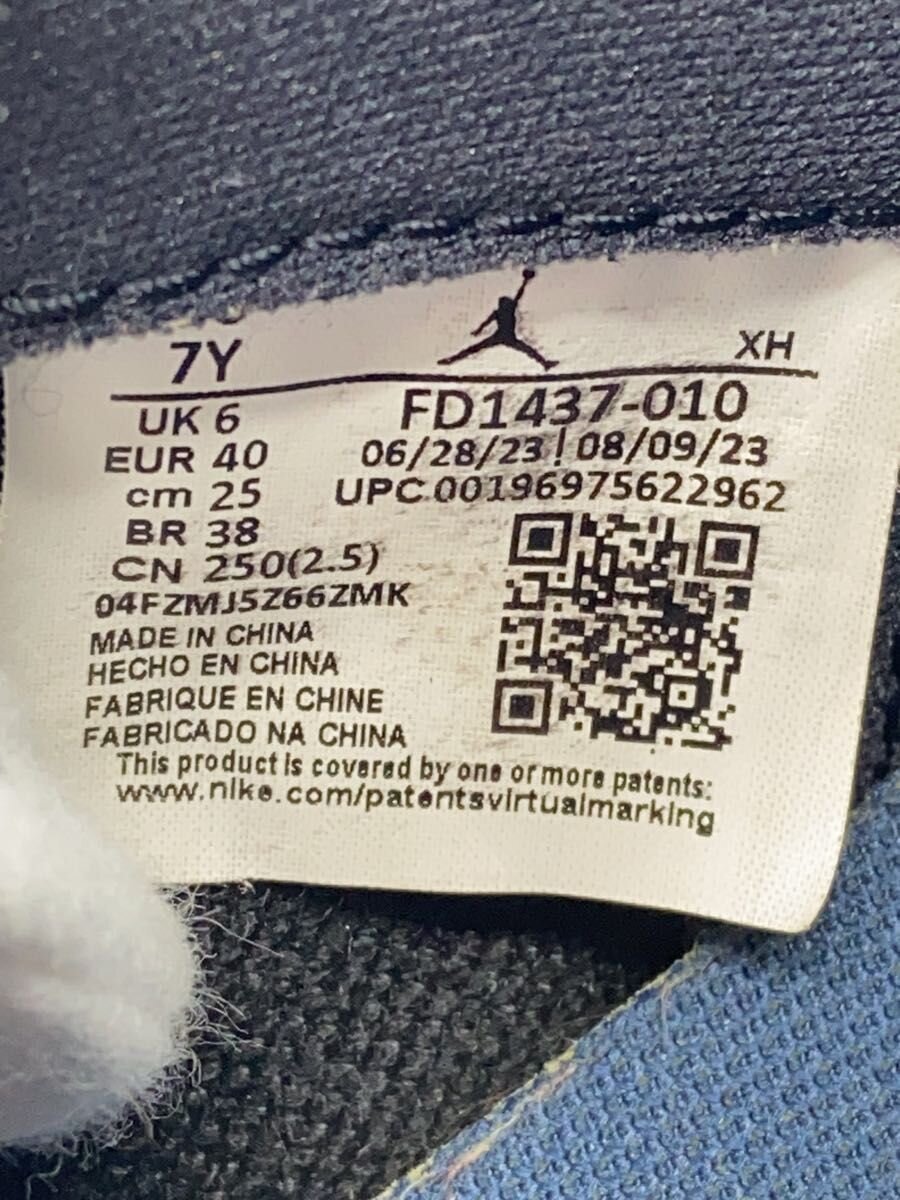 7Y XH
UK 6
EUR 40
cm 25
BR 38
CN 250(2.5)
04FZMJ5Z66ZMK
FD1437-010
06/28/23 | 08/09/23
UPC 00196975622962
MADE IN CHINA
HECHO EN CHINA
FABRIQUE EN CHINE
FABRICADO NA CHINA
This product is covered by one or more patents:
www.nike.com/patentsvirtualmarking